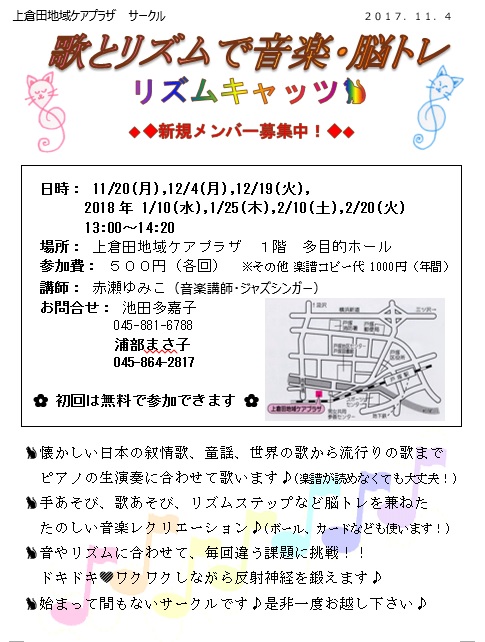 上倉田地域ケアプラザ サークル 2017.11.4
歌とリズムで音楽・脳トレ
リズムキャッツ
◆◆新規メンバー募集中!◆◆
日時: 11/20(月),12/4(月),12/19(火),
2018 年 1/10(水),1/25(木),2/10(土),2/20(火)
13:00~14:20
場所: 上倉田地域ケアプラザ 1階 多目的ホール
参加費: 500円(各回) ※その他 楽譜コピー代 1000円(年間)
講師: 赤瀬ゆみこ(音楽講師・ジャズシンガー)
お問合せ: 池田多嘉子
045-881-6788
浦部まさ子
045-864-2817
上倉田地域ケアプラザ
戸塚駅
✿ 初回は無料で参加できます ✿
懐かしい日本の叙情歌、童謡、世界の歌から流行りの歌まで
ピアノの生演奏に合わせて歌います♪(楽譜が読めなくても大丈夫!)
手あそび、歌あそび、リズムステップなど脳トレを兼ねた
たのしい音楽レクリエーション♪(ボール、カードなども使います!)
音やリズムに合わせて、毎回違う課題に挑戦!!
ドキドキ♥ワクワクしながら反射神経を鍛えます♪
始まって間もないサークルです♪是非一度お越し下さい♪